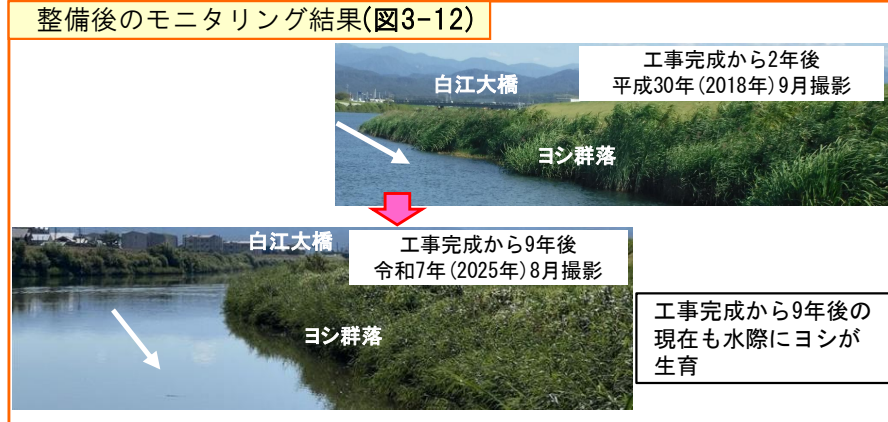 整備後のモニタリング結果(図3-12)
工事完成から2年後
平成30年(2018年)9月撮影
白江大橋
ヨシ群落
白江大橋
工事完成から9年後
令和7年(2025年)8月撮影
ヨシ群落
工事完成から9年後の
現在も水際にヨシが
生育